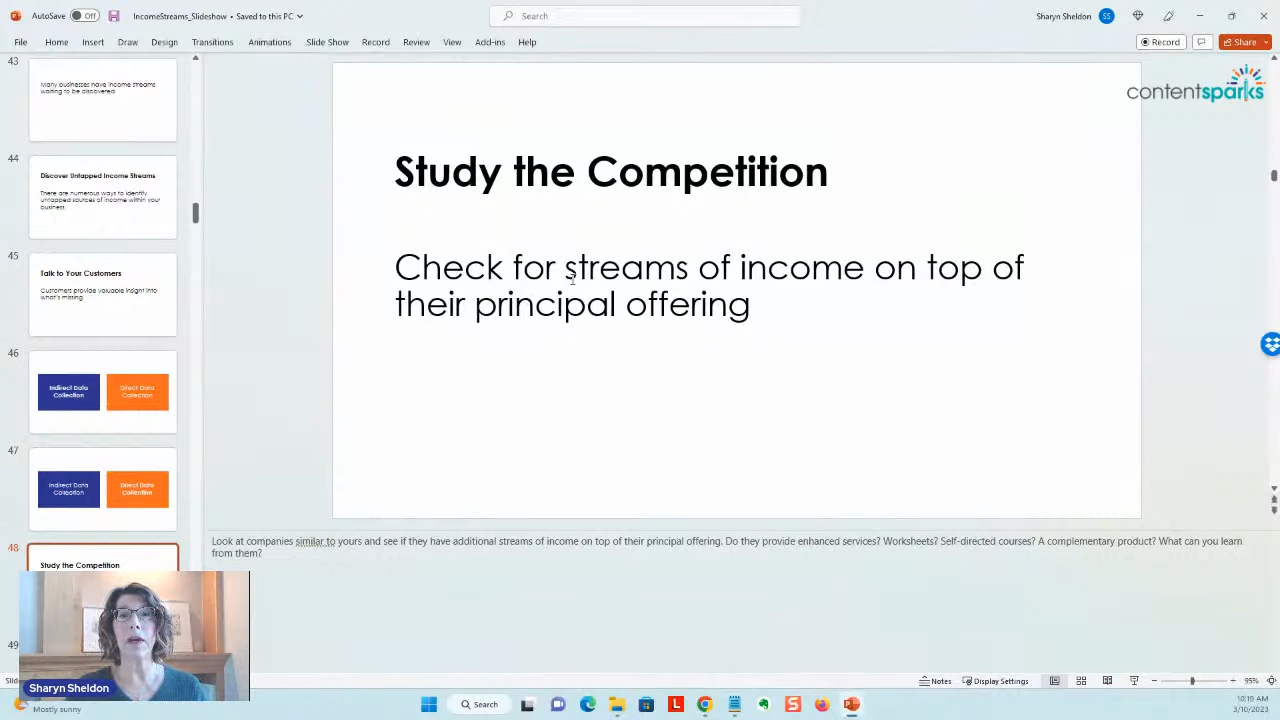 AutoSave Off IncomeStreams_Slideshow • Saved to this PC Search Sharyn Sheldon SS
File Home Insert Draw Design Transitions Animations Slide Show Record Review View Add-ins Help Record Share
contentsparks
43
Many businesses have income streams
waiting to be discovered
44
Discover Untapped Income Streams
There are numerous ways to identify
untapped sources of income within your
business.
45
Talk to Your Customers
Customers provide valuable insight into
what's missing
46
Indirect Data
Collection
Direct Data
Collection
47
Indirect Data
Collection
Direct Data
Collection
48
Study the Competition
49
Study the Competition
Check for streams of income on top of
their principal offering
Look at companies similar to yours and see if they have additional streams of income on top of their principal offering. Do they provide enhanced services? Worksheets? Self-directed courses? A complementary product? What can you learn
from them?
Sharyn Sheldon
Notes Display Settings 95%
Mostly sunny
Search
L
S
10:19 AM
3/10/2023